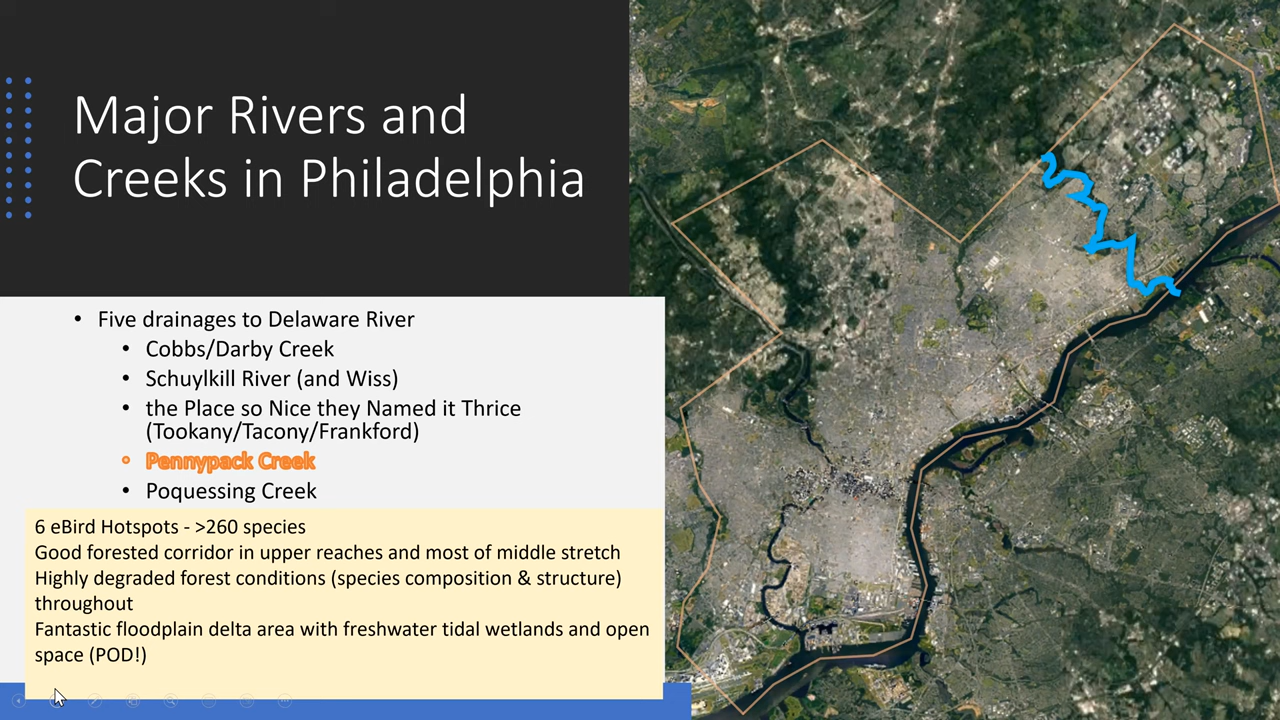 Major Rivers and
Creeks in Philadelphia
• Five drainages to Delaware River
• Cobbs/Darby Creek
• Schuylkill River (and Wiss)
• the Place so Nice they Named it Thrice
(Tookany/Tacony/Frankford)
• Pennypack Creek
• Poquessing Creek
6 eBird Hotspots - >260 species
Good forested corridor in upper reaches and most of middle stretch
Highly degraded forest conditions (species composition & structure)
throughout
Fantastic floodplain delta area with freshwater tidal wetlands and open
space (POD!)